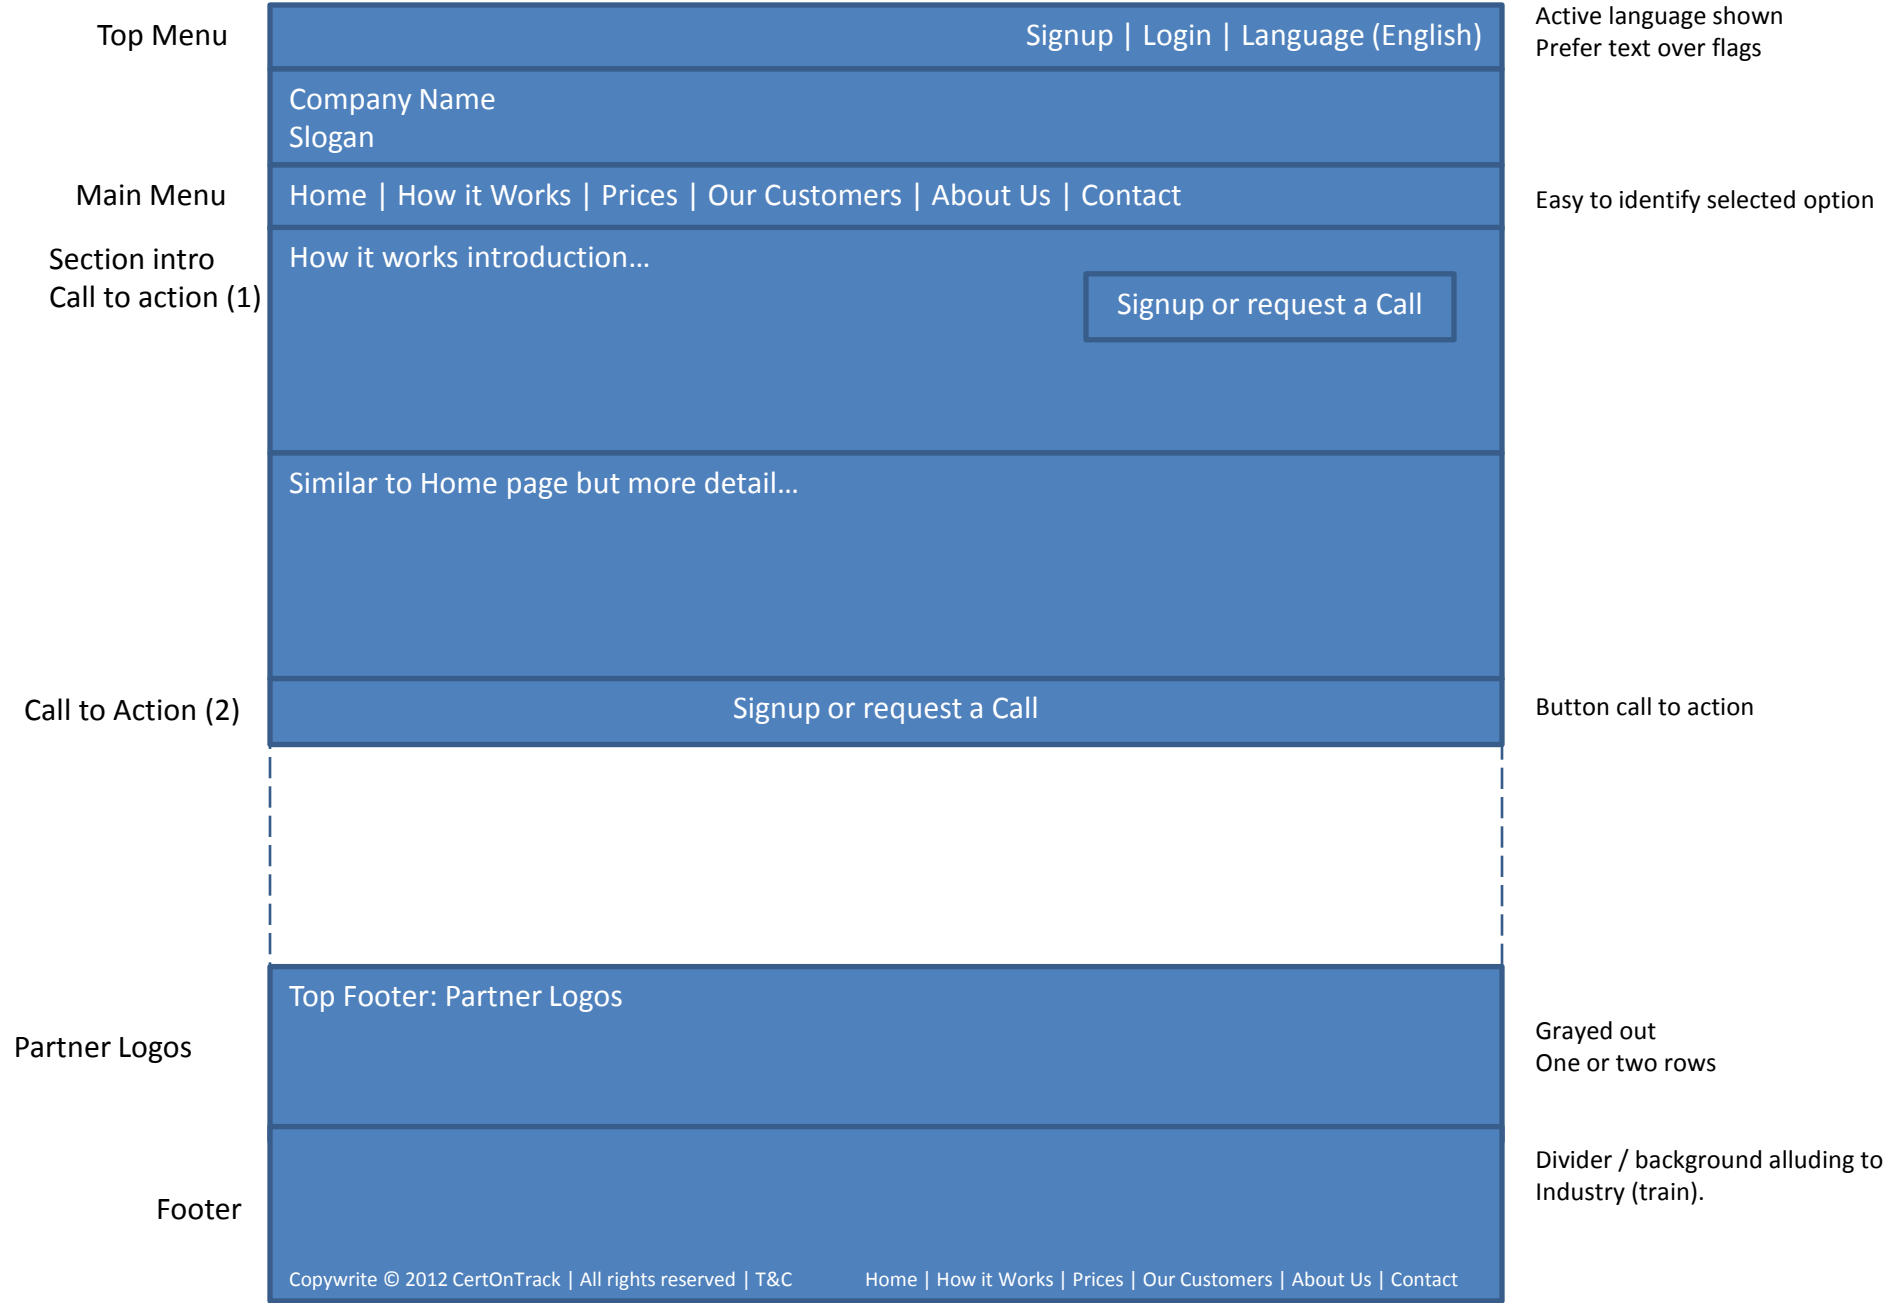 Top Menu
Signup | Login | Language (English)
Active language shown
Prefer text over flags
Company Name
Slogan
Main Menu
Home | How it Works | Prices | Our Customers | About Us | Contact
Easy to identify selected option
Section intro
Call to action (1)
How it works introduction…
Signup or request a Call
Similar to Home page but more detail…
Call to Action (2)
Signup or request a Call
Button call to action
Top Footer: Partner Logos
Partner Logos
Grayed out
One or two rows
Footer
Divider / background alluding to
Industry (train).
Copywrite © 2012 CertOnTrack | All rights reserved | T&C
Home | How it Works | Prices | Our Customers | About Us | Contact